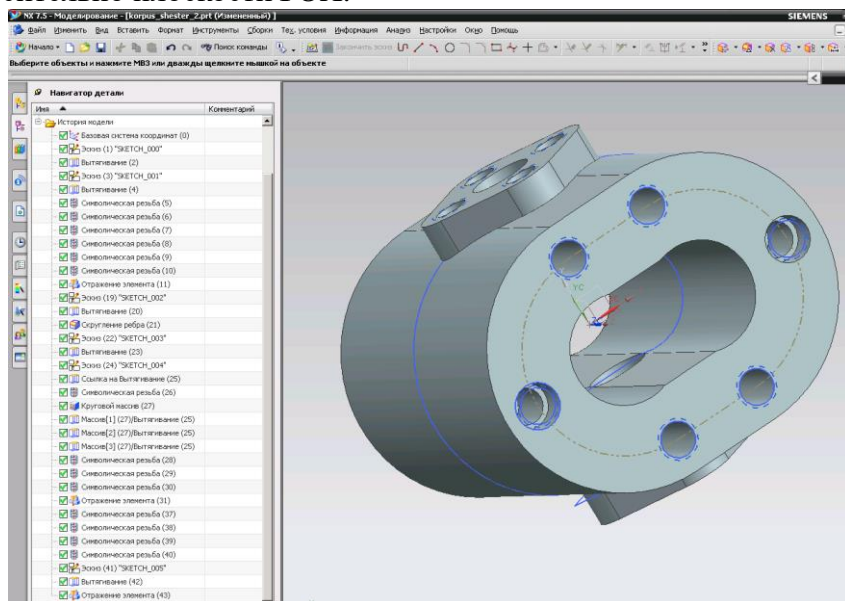 NX 7.5 - Моделирование - [korpus_shester_2.prt (Измененный) ]
SIEMENS
Файл Изменить Вид Вставить Формат Инструменты Сборки Тех. условия Информация Анализ Настройки Окно Помощь
Начало
Поиск команды
Закончить эскиз
Выберите объекты и нажмите MB3 или дважды щелкните мышкой на объекте
Навигатор детали
Имя
Комментарий
История модели
Базовая система координат (0)
Эскиз (1) "SKETCH_000"
Вытягивание (2)
Эскиз (3) "SKETCH_001"
Вытягивание (4)
Символическая резьба (5)
Символическая резьба (6)
Символическая резьба (7)
Символическая резьба (8)
Символическая резьба (9)
Символическая резьба (10)
Отражение элемента (11)
Эскиз (19) "SKETCH_002"
Вытягивание (20)
Скругление ребра (21)
Эскиз (22) "SKETCH_003"
Вытягивание (23)
Эскиз (24) "SKETCH_004"
Ссылка на Вытягивание (25)
Символическая резьба (26)
Круговой массив (27)
Массив[1] (27)/Вытягивание (25)
Массив[2] (27)/Вытягивание (25)
Массив[3] (27)/Вытягивание (25)
Символическая резьба (28)
Символическая резьба (29)
Символическая резьба (30)
Отражение элемента (31)
Символическая резьба (37)
Символическая резьба (38)
Символическая резьба (39)
Символическая резьба (40)
Эскиз (41) "SKETCH_005"
Вытягивание (42)
Отражение элемента (43)
YC
Z